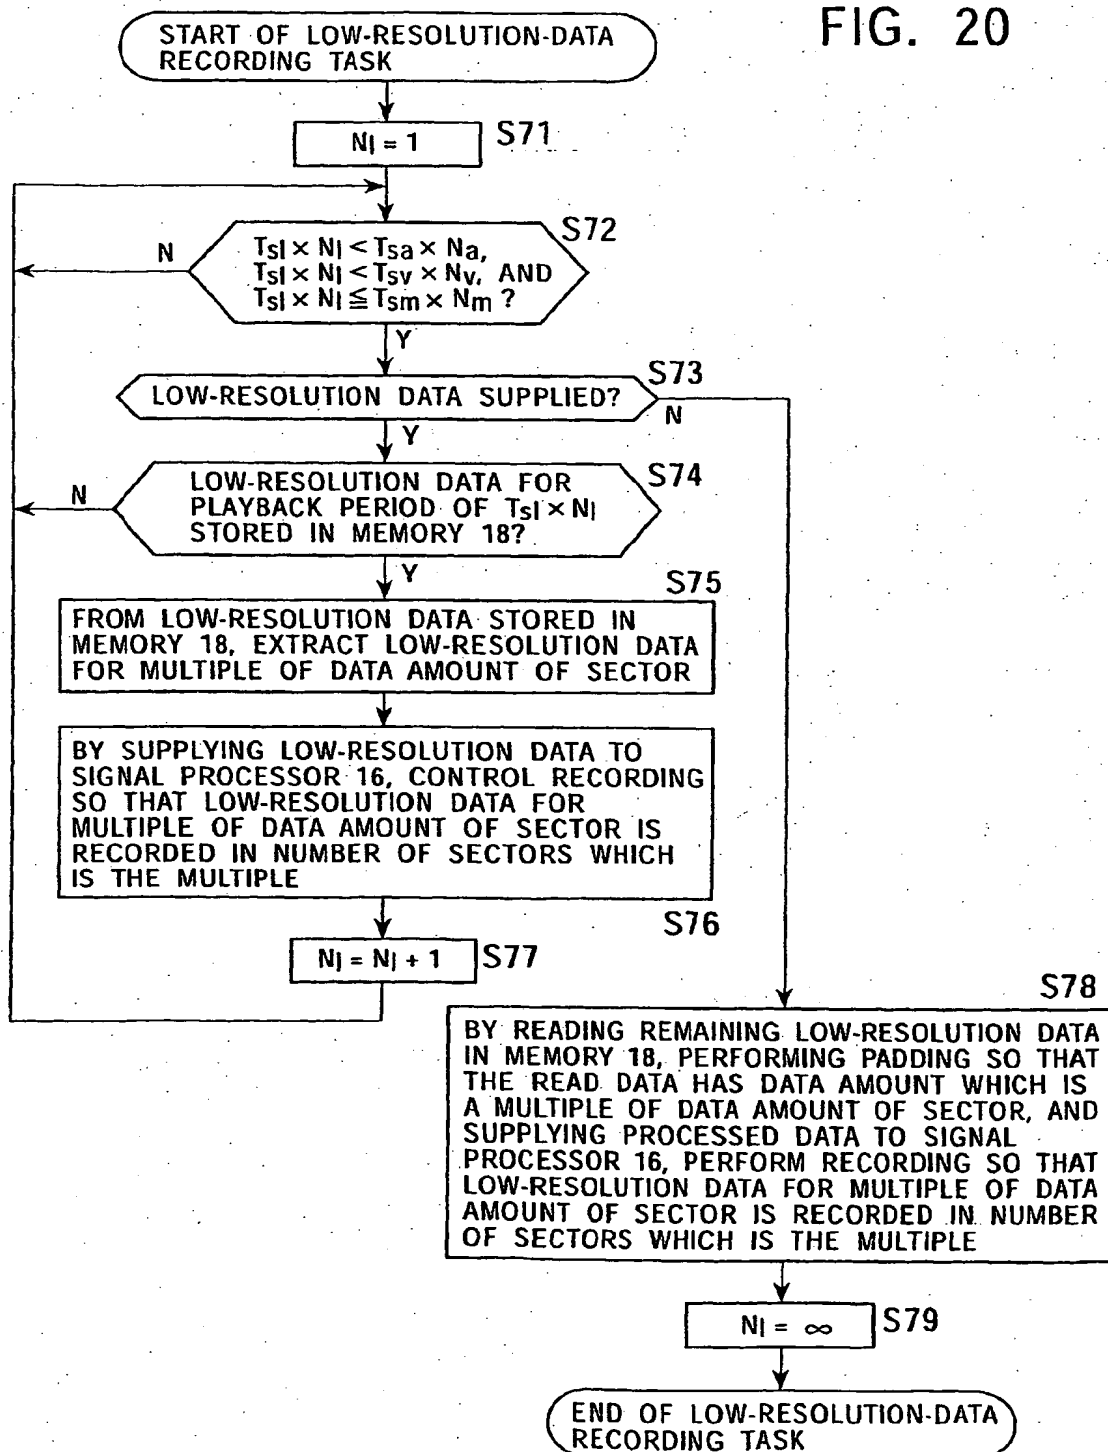 FIG. 20
START OF LOW-RESOLUTION-DATA
RECORDING TASK
S71
Nl = 1
S72
N
Tsl × Nl < Tsa × Na,
Tsl × Nl < Tsv × Nv, AND
Tsl × Nl ≦ Tsm × Nm ?
Y
S73
LOW-RESOLUTION DATA SUPPLIED?
N
Y
S74
N
LOW-RESOLUTION DATA FOR
PLAYBACK PERIOD OF Tsl × Nl
STORED IN MEMORY 18?
Y
S75
FROM LOW-RESOLUTION DATA STORED IN
MEMORY 18, EXTRACT LOW-RESOLUTION DATA
FOR MULTIPLE OF DATA AMOUNT OF SECTOR
BY SUPPLYING LOW-RESOLUTION DATA TO
SIGNAL PROCESSOR 16, CONTROL RECORDING
SO THAT LOW-RESOLUTION DATA FOR
MULTIPLE OF DATA AMOUNT OF SECTOR IS
RECORDED IN NUMBER OF SECTORS WHICH
IS THE MULTIPLE
S76
Nl = Nl + 1
S77
S78
BY READING REMAINING LOW-RESOLUTION DATA
IN MEMORY 18, PERFORMING PADDING SO THAT
THE READ DATA HAS DATA AMOUNT WHICH IS
A MULTIPLE OF DATA AMOUNT OF SECTOR, AND
SUPPLYING PROCESSED DATA TO SIGNAL
PROCESSOR 16, PERFORM RECORDING SO THAT
LOW-RESOLUTION DATA FOR MULTIPLE OF DATA
AMOUNT OF SECTOR IS RECORDED IN NUMBER
OF SECTORS WHICH IS THE MULTIPLE
Nl = ∞
S79
END OF LOW-RESOLUTION-DATA
RECORDING TASK